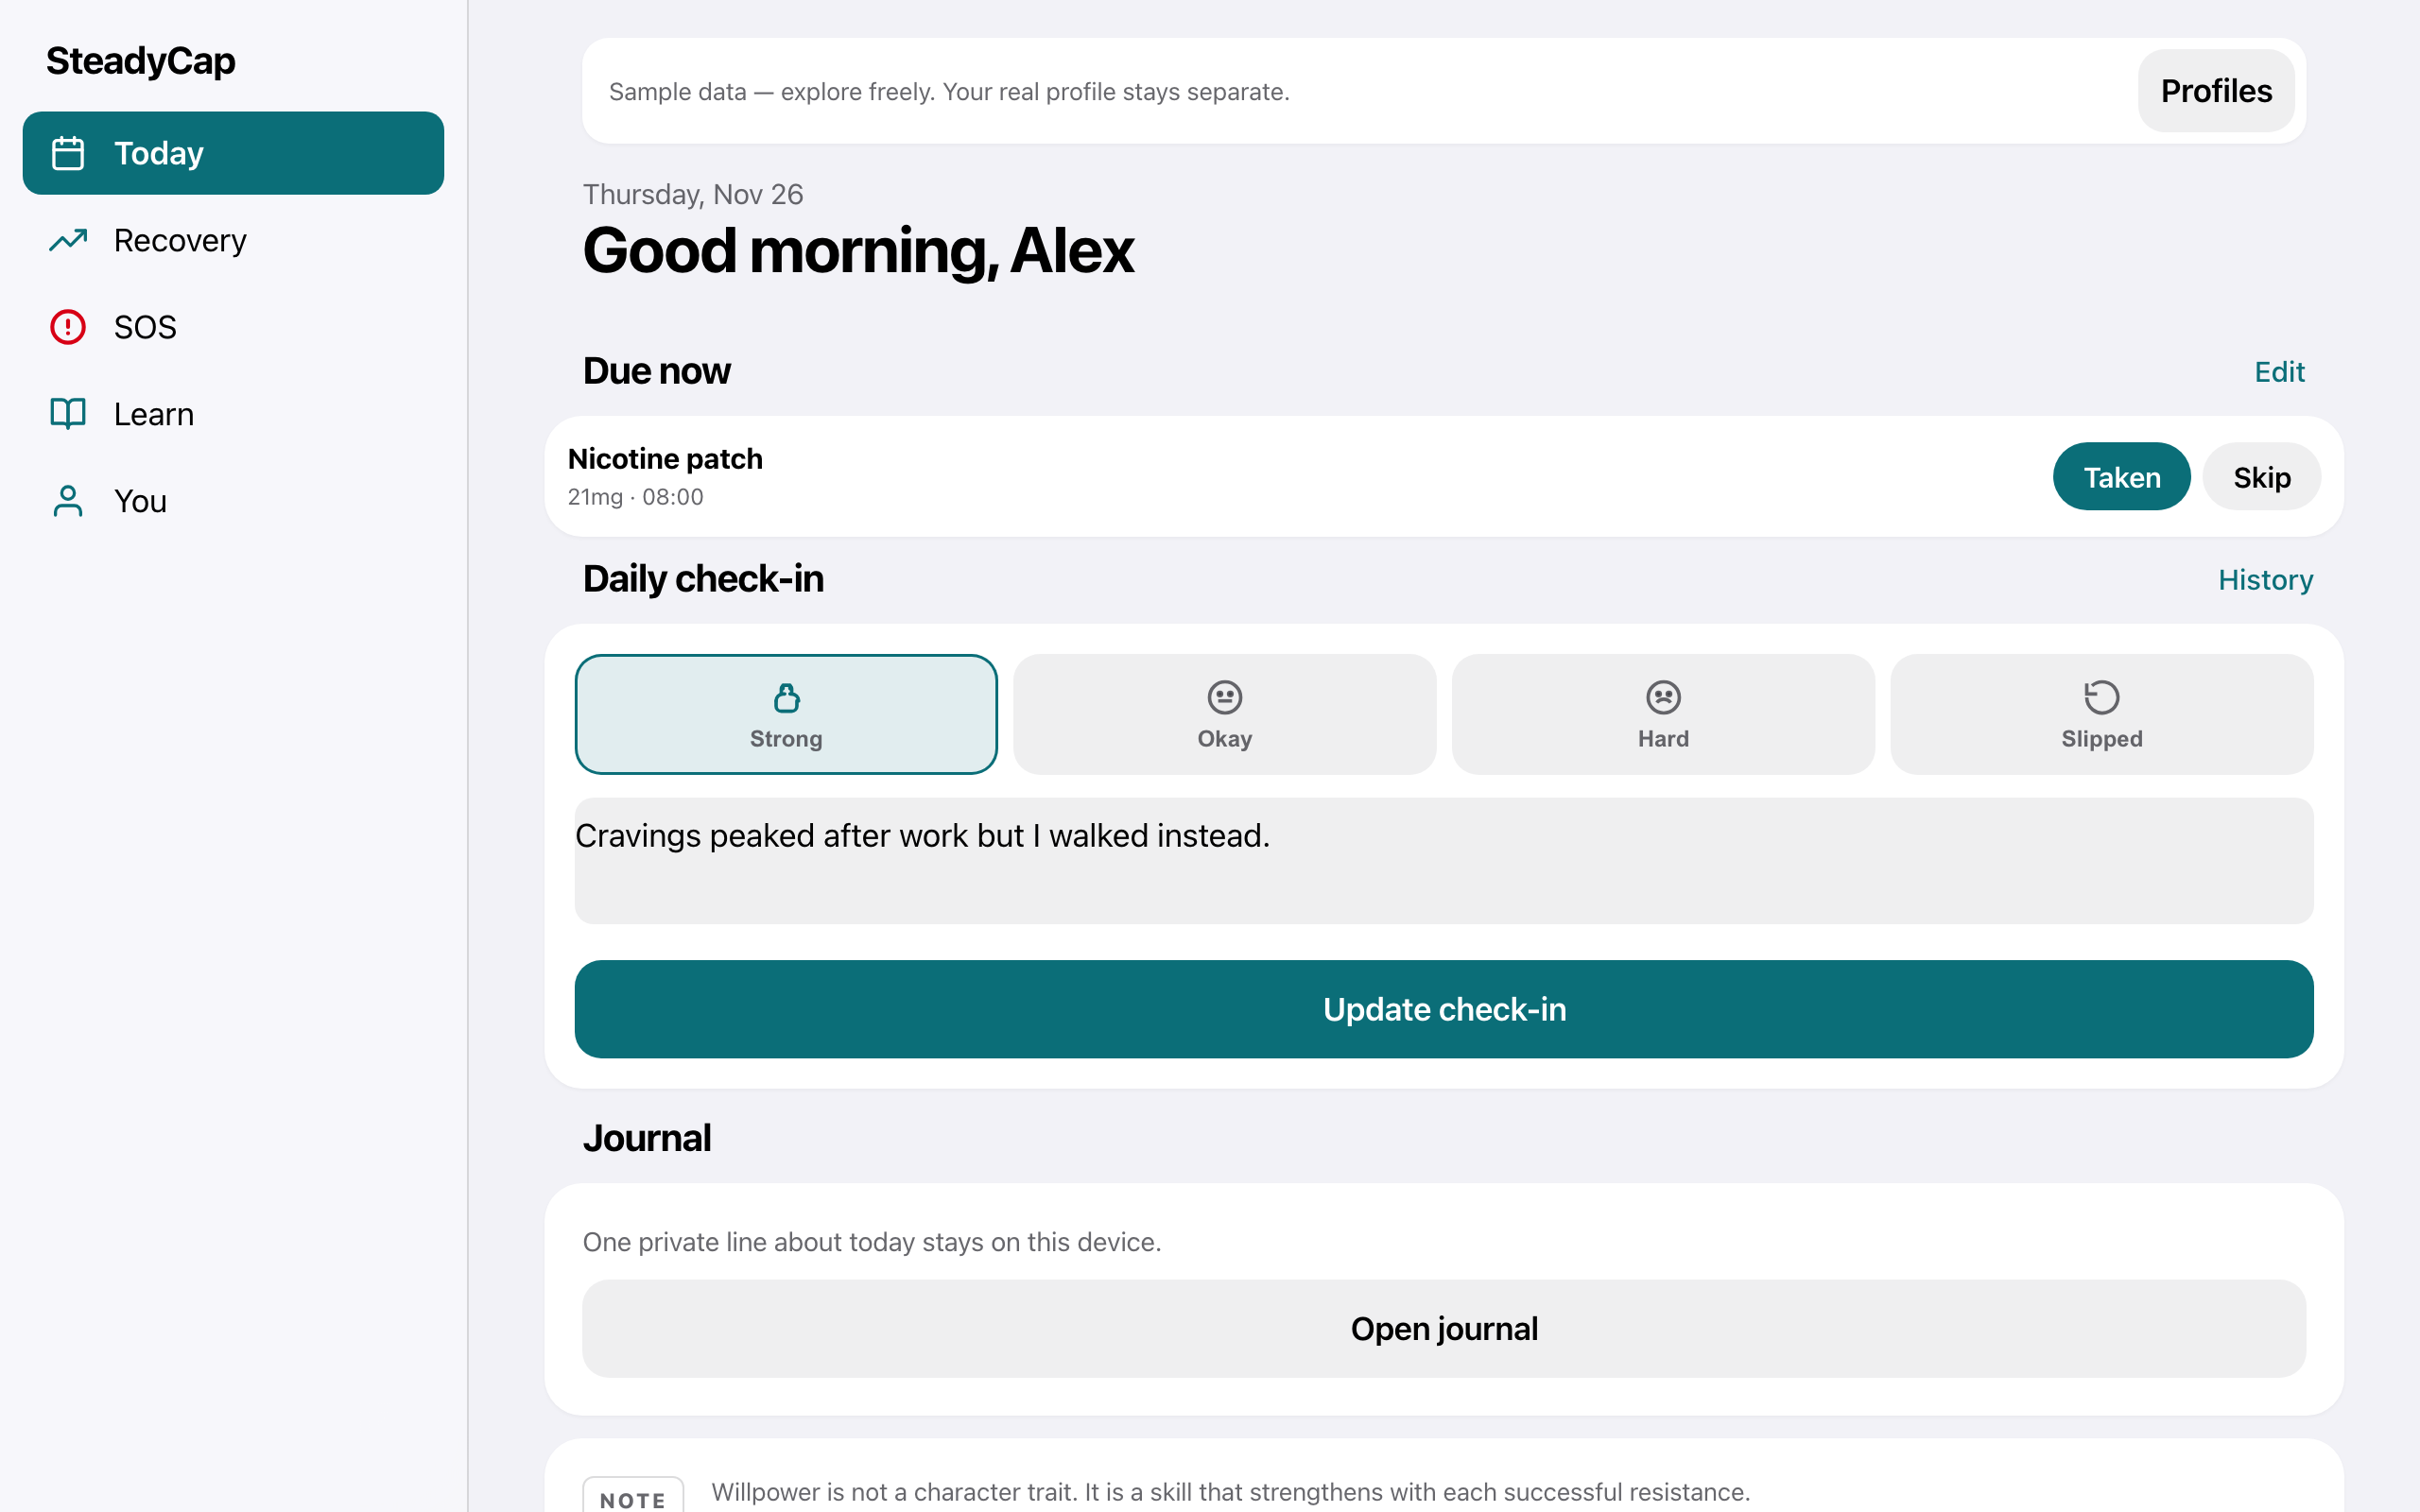 SteadyCap
Today
Recovery
SOS
Learn
You
Sample data — explore freely. Your real profile stays separate.
Profiles
Thursday, Nov 26
Good morning, Alex
Due now
Edit
Nicotine patch
21mg · 08:00
Taken
Skip
Daily check-in
History
Strong
Okay
Hard
Slipped
Cravings peaked after work but I walked instead.
Update check-in
Journal
One private line about today stays on this device.
Open journal
NOTE
Willpower is not a character trait. It is a skill that strengthens with each successful resistance.